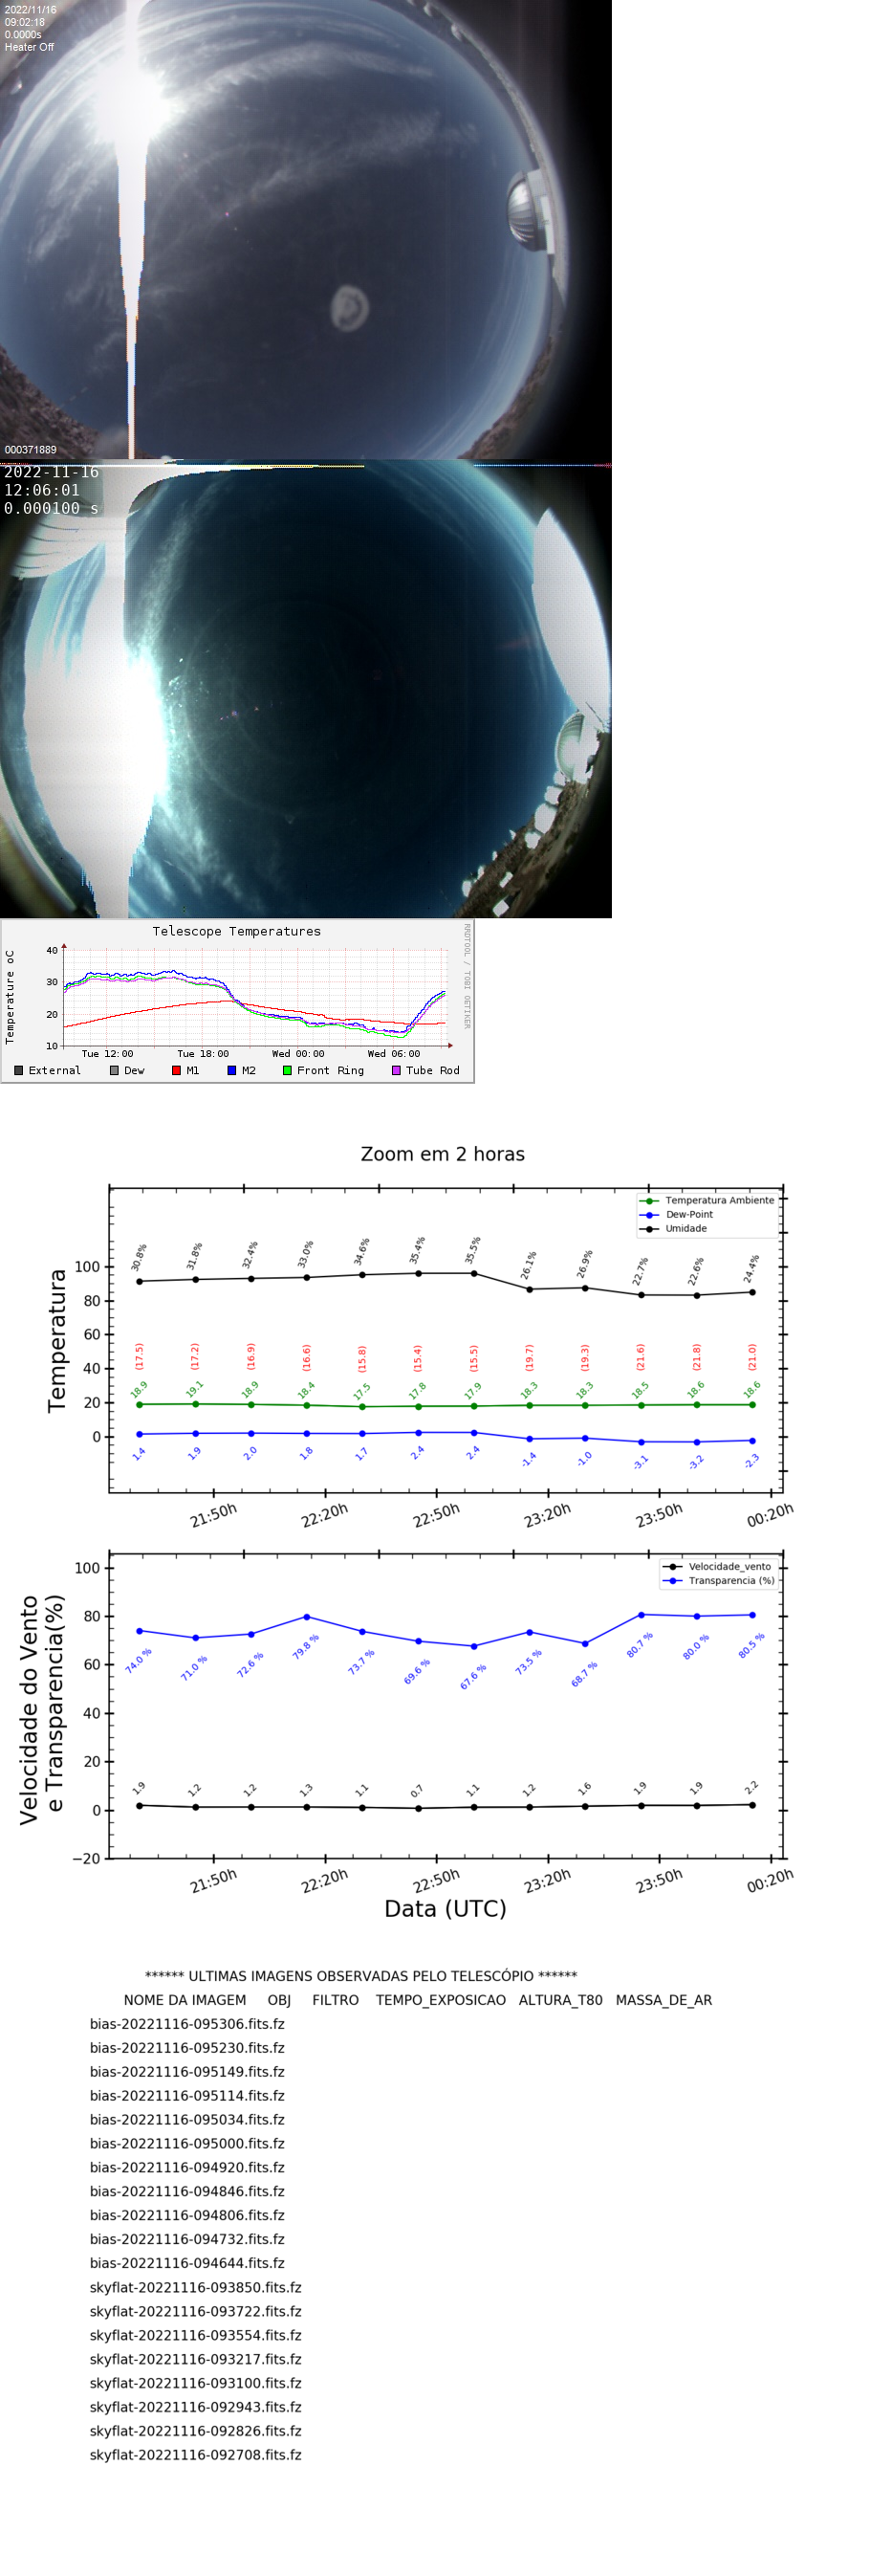 2022/11/16
09:02:18
0.0000s
Heater Off
000371889
2022-11-16
12:06:01
0.000100 s
Telescope Temperatures
RRDTOOL / TOBI OETIKER
Temperature oC
40
30
20
10
Tue 12:00 Tue 18:00 Wed 00:00 Wed 06:00
External Dew M1 M2 Front Ring Tube Rod
Zoom em 2 horas
Temperatura Ambiente
Dew-Point
Umidade
Temperatura
100
80
60
40
20
0
30.8% 31.8% 32.4% 33.0% 34.6% 35.4% 35.5% 26.1% 26.9% 22.7% 22.6% 24.4%
(17.5) (17.2) (16.9) (16.6) (15.8) (15.4) (15.5) (19.7) (19.3) (21.6) (21.8) (21.0)
18.9 19.1 18.9 18.4 17.5 17.8 17.9 18.3 18.3 18.5 18.6 18.6
1.4 1.9 2.0 1.8 1.7 2.4 2.4 -1.4 -1.0 -3.1 -3.2 -2.3
21:50h 22:20h 22:50h 23:20h 23:50h 00:20h
Velocidade_vento
Transparencia (%)
Velocidade do Vento
e Transparencia(%)
100
80
60
40
20
0
−20
74.0 % 71.0 % 72.6 % 79.8 % 73.7 % 69.6 % 67.6 % 73.5 % 68.7 % 80.7 % 80.0 % 80.5 %
1.9 1.2 1.2 1.3 1.1 0.7 1.1 1.2 1.6 1.9 1.9 2.2
21:50h 22:20h 22:50h 23:20h 23:50h 00:20h
Data (UTC)
****** ULTIMAS IMAGENS OBSERVADAS PELO TELESCÓPIO ******
NOME DA IMAGEM OBJ FILTRO TEMPO_EXPOSICAO ALTURA_T80 MASSA_DE_AR
bias-20221116-095306.fits.fz
bias-20221116-095230.fits.fz
bias-20221116-095149.fits.fz
bias-20221116-095114.fits.fz
bias-20221116-095034.fits.fz
bias-20221116-095000.fits.fz
bias-20221116-094920.fits.fz
bias-20221116-094846.fits.fz
bias-20221116-094806.fits.fz
bias-20221116-094732.fits.fz
bias-20221116-094644.fits.fz
skyflat-20221116-093850.fits.fz
skyflat-20221116-093722.fits.fz
skyflat-20221116-093554.fits.fz
skyflat-20221116-093217.fits.fz
skyflat-20221116-093100.fits.fz
skyflat-20221116-092943.fits.fz
skyflat-20221116-092826.fits.fz
skyflat-20221116-092708.fits.fz